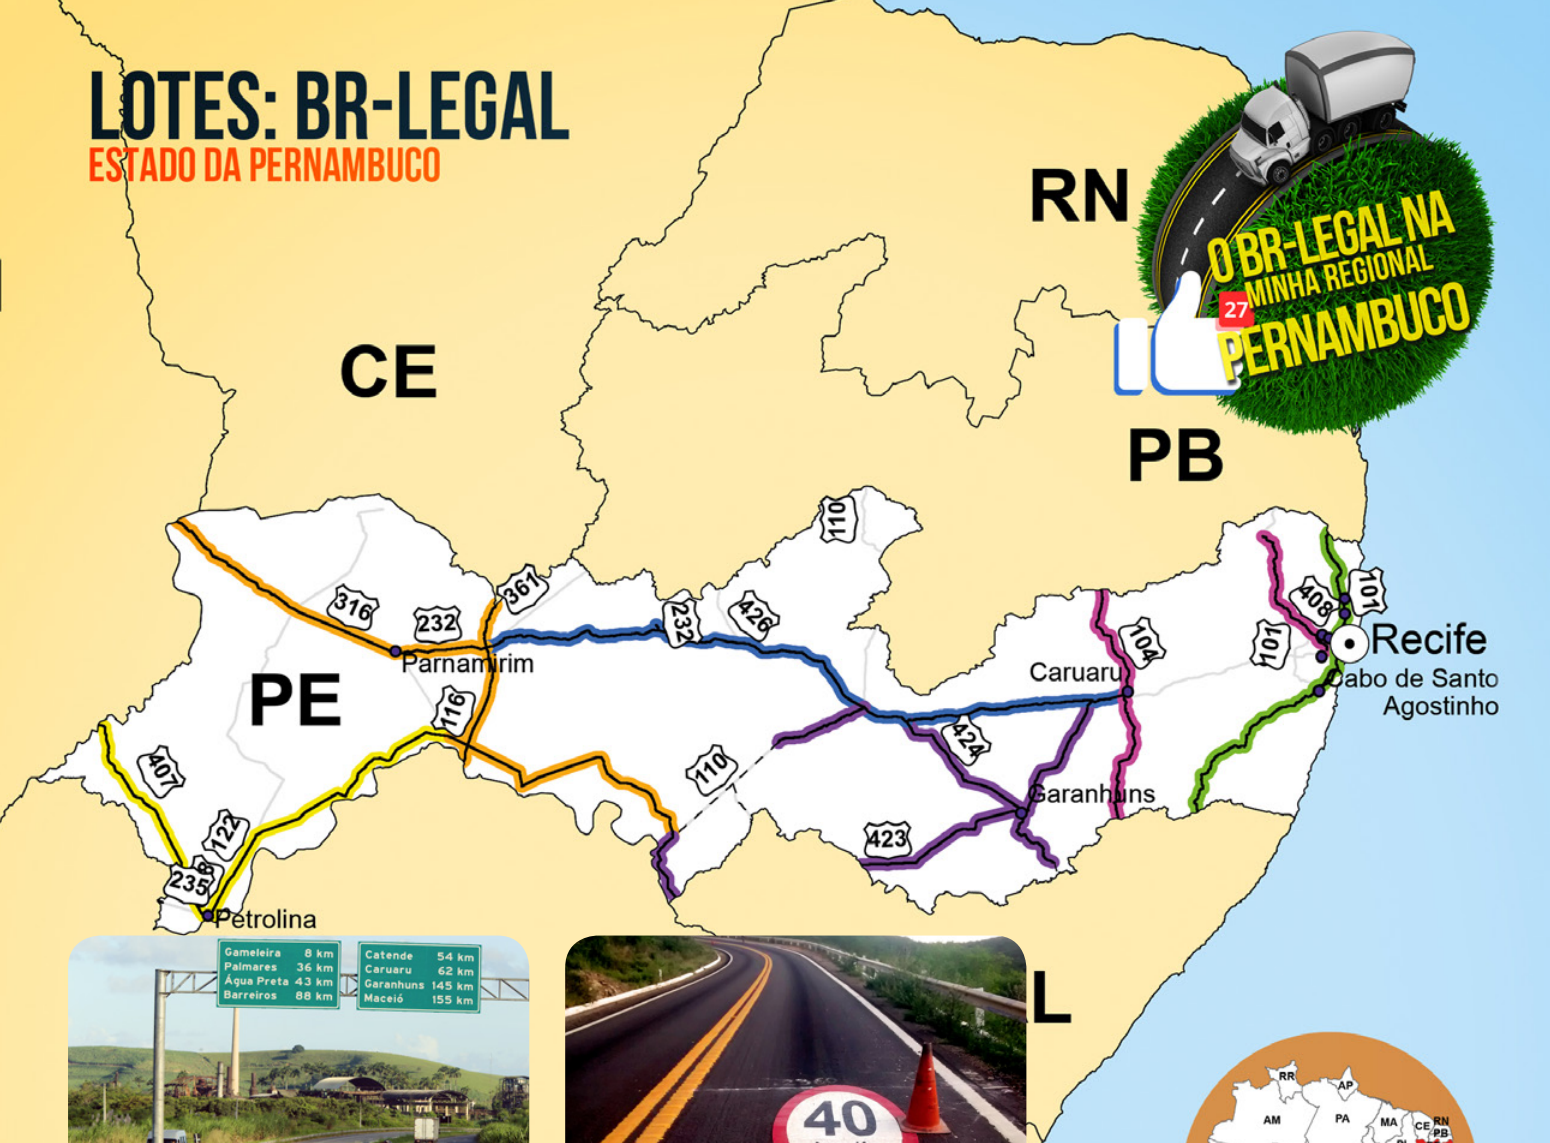 LOTES: BR-LEGAL
ESTADO DA PERNAMBUCO
RN
O BR-LEGAL NA
MINHA REGIONAL
27
PERNAMBUCO
CE
PB
110
361
316
232
232
426
408
101
104
101
Recife
Parnamirim
Caruaru
Cabo de Santo
Agostinho
PE
116
424
407
110
Garanhuns
122
423
235
Petrolina
Gameleira 8 km
Palmares 36 km
Água Preta 43 km
Barreiros 88 km
Catende 54 km
Caruaru 62 km
Garanhuns 145 km
Maceió 155 km
L
40
RR
AP
AM
PA
MA
CE
RN
PB